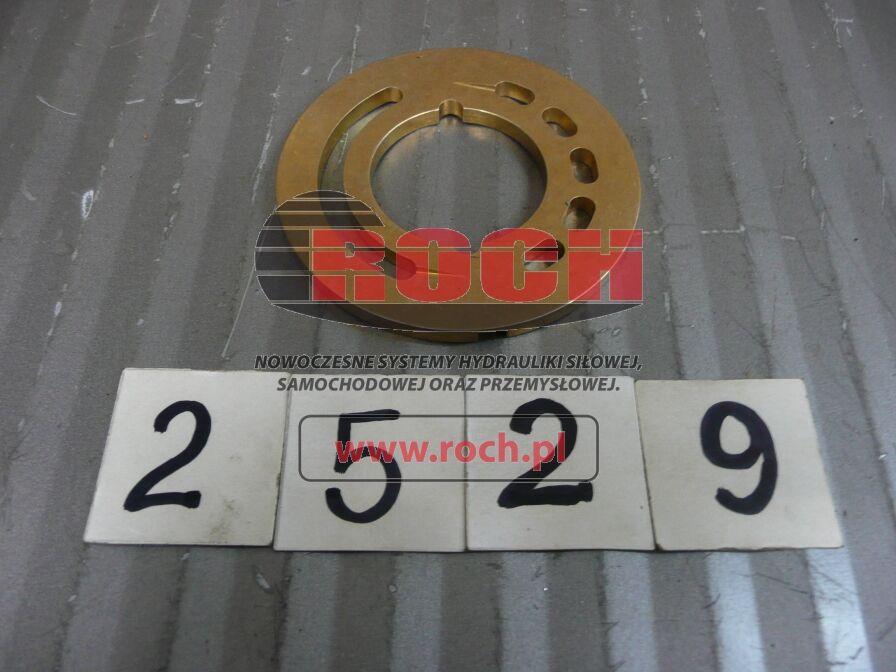 ROCH
NOWOCZESNE SYSTEMY HYDRAULIKI SIŁOWEJ,
SAMOCHODOWEJ ORAZ PRZEMYSŁOWEJ.
www.roch.pl
2 5 2 9